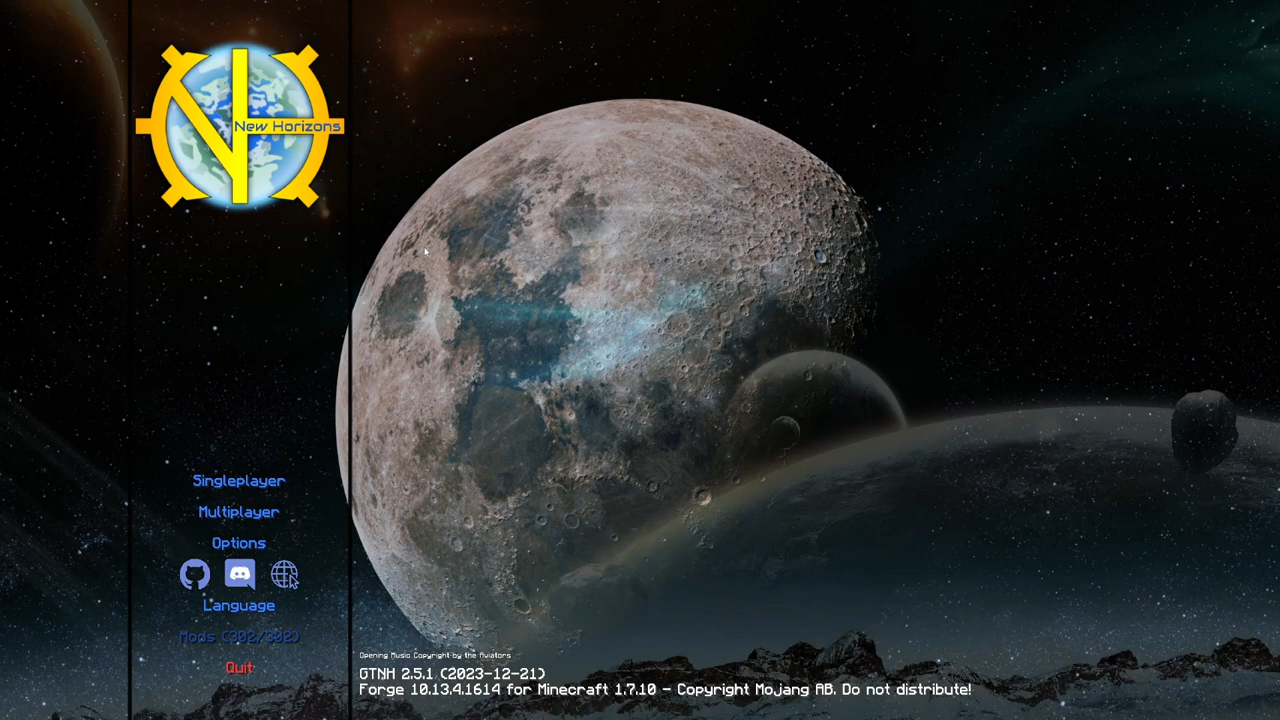 New Horizons
Singleplayer
Multiplayer
Options
Language
Mods (302/302)
Quit
Opening Music Copyright by the Aviators
GTNH 2.5.1 (2023-12-21)
Forge 10.13.4.1614 for Minecraft 1.7.10 - Copyright Mojang AB. Do not distribute!